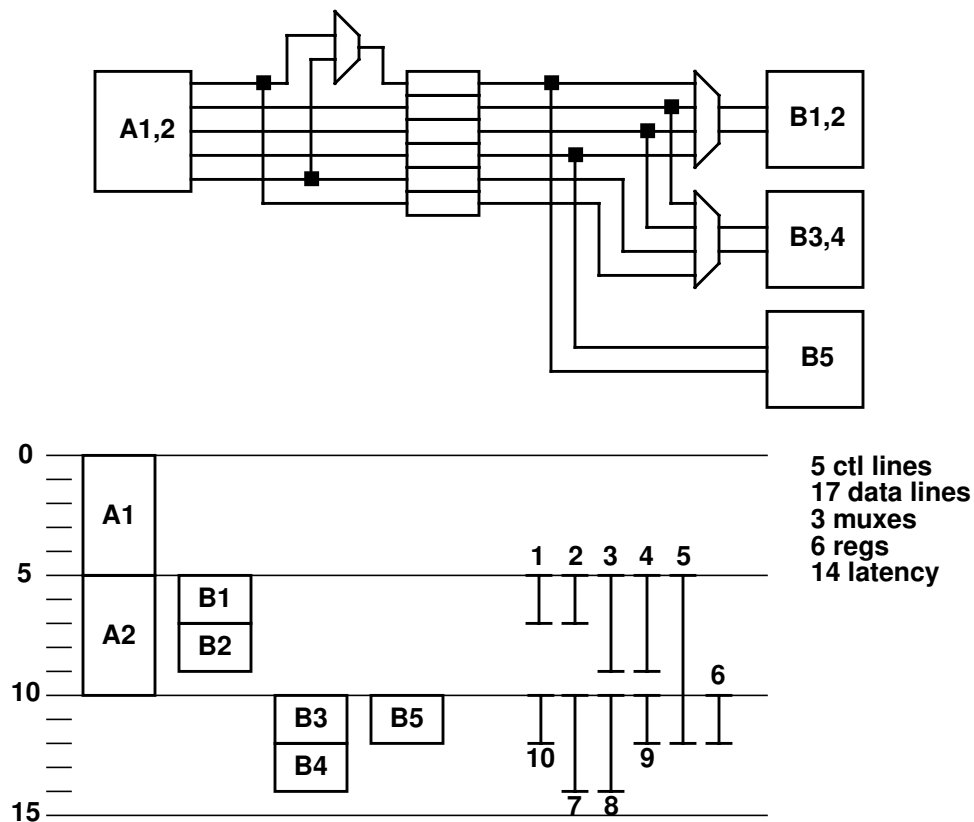 A1,2
B1,2
B3,4
B5
0
5 ctl lines
17 data lines
3 muxes
6 regs
14 latency
A1
1 2 3 4 5
5
B1
A2
B2
6
10
B3
B5
10
9
B4
7
8
15